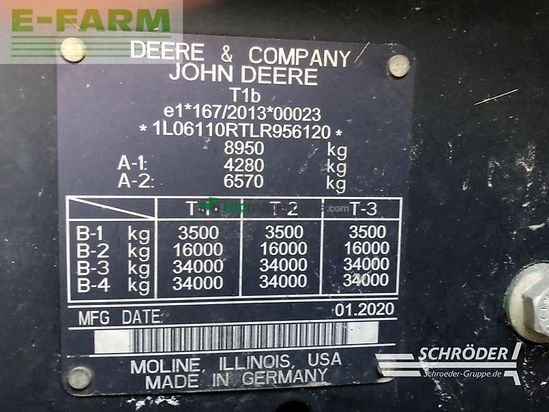 E-FARM
DEERE & COMPANY
JOHN DEERE
T1b
e1*167/2013*00023
*1L06110RTLR956120*
8950 kg
A-1: 4280 kg
A-2: 6570 kg
T-1 T-2 T-3
B-1 kg 3500 3500 3500
B-2 kg 16000 16000 16000
B-3 kg 34000 34000 34000
B-4 kg 34000 34000 34000
MFG DATE: 01.2020
MOLINE, ILLINOIS, USA
MADE IN GERMANY
SCHRÖDER
Schroeder-Gruppe.de